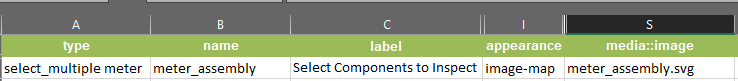 A B C I S
type name label appearance media::image
select_multiple meter meter_assembly Select Components to Inspect image-map meter_assembly.svg